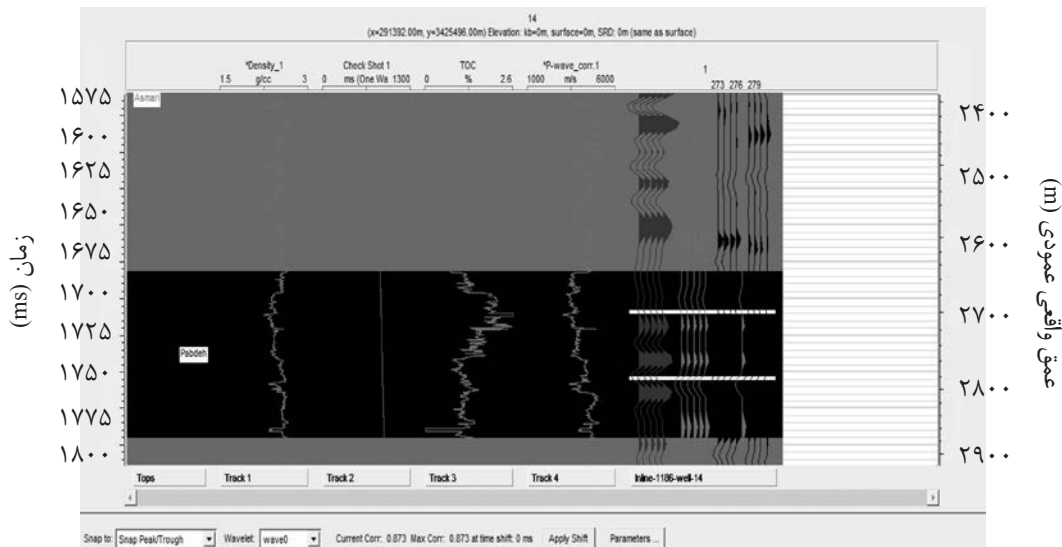 14
(x=291392.00m, y=3425496.00m) Elevation: kb=0m, surface=0m, SRD: 0m (same as surface)
*Density_1 Check Shot 1 TOC *P-wave_corr.1 1
1.5 g/cc 3 0 ms (One Wa 1300 0 % 2.6 1000 m/s 6000 273 276 279
Asmari
Pabdeh
۱۵۷۵
۱۶۰۰
۱۶۲۵
۱۶۵۰
۱۶۷۵
۱۷۰۰
۱۷۲۵
۱۷۵۰
۱۷۷۵
۱۸۰۰
زمان (ms)
۲۴۰۰
۲۵۰۰
۲۶۰۰
۲۷۰۰
۲۸۰۰
۲۹۰۰
عمق واقعی عمودی (m)
Tops Track 1 Track 2 Track 3 Track 4 Inline-1186-well-14
Snap to: Snap Peak/Trough Wavelet: wave0 Current Corr: 0.873 Max Corr: 0.873 at time shift: 0 ms Apply Shift Parameters ...